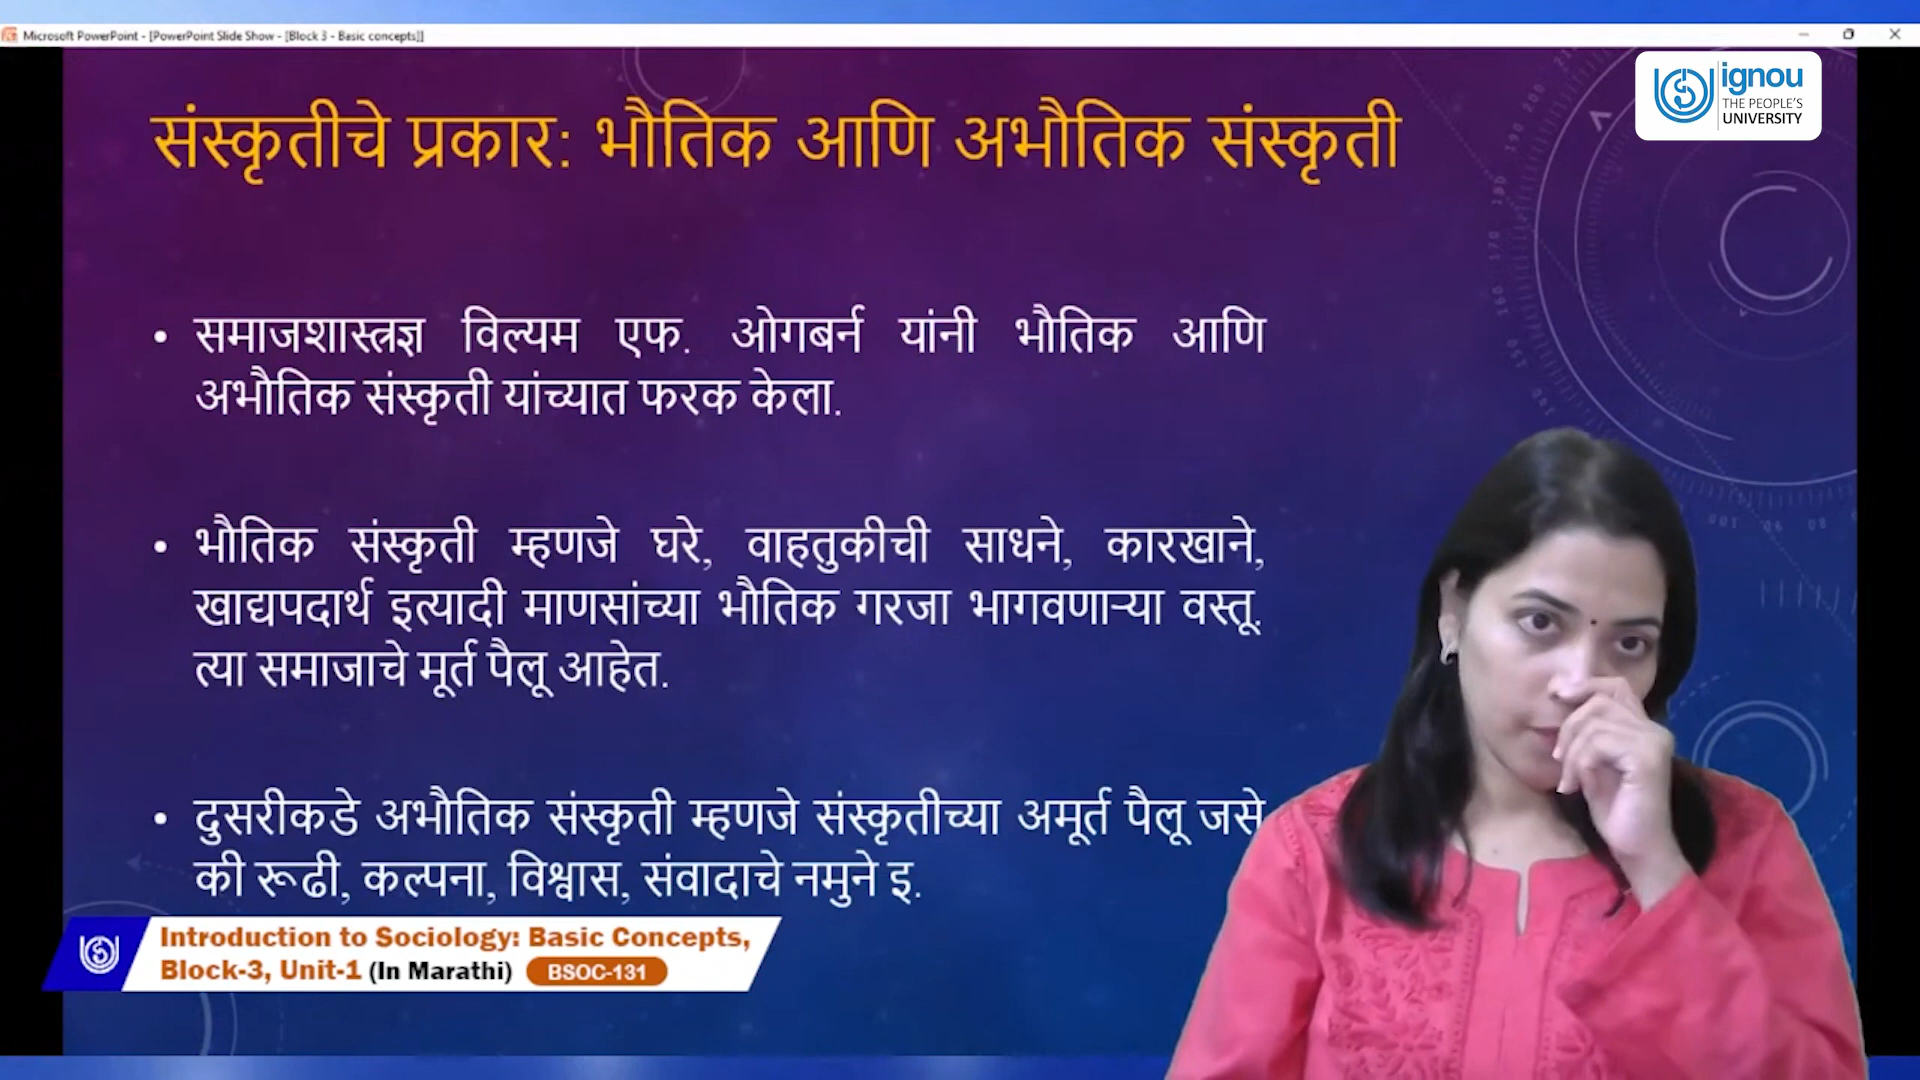 Microsoft PowerPoint - [PowerPoint Slide Show - [Block 3 - Basic concepts]]
ignou
THE PEOPLE'S
UNIVERSITY
संस्कृतीचे प्रकार: भौतिक आणि अभौतिक संस्कृती
• समाजशास्त्रज्ञ विल्यम एफ. ओगबर्न यांनी भौतिक आणि
अभौतिक संस्कृती यांच्यात फरक केला.
• भौतिक संस्कृती म्हणजे घरे, वाहतुकीची साधने, कारखाने,
खाद्यपदार्थ इत्यादी माणसांच्या भौतिक गरजा भागवणाऱ्या वस्तू.
त्या समाजाचे मूर्त पैलू आहेत.
• दुसरीकडे अभौतिक संस्कृती म्हणजे संस्कृतीच्या अमूर्त पैलू जसे
की रूढी, कल्पना, विश्वास, संवादाचे नमुने इ.
Introduction to Sociology: Basic Concepts,
Block-3, Unit-1 (In Marathi) BSOC-131